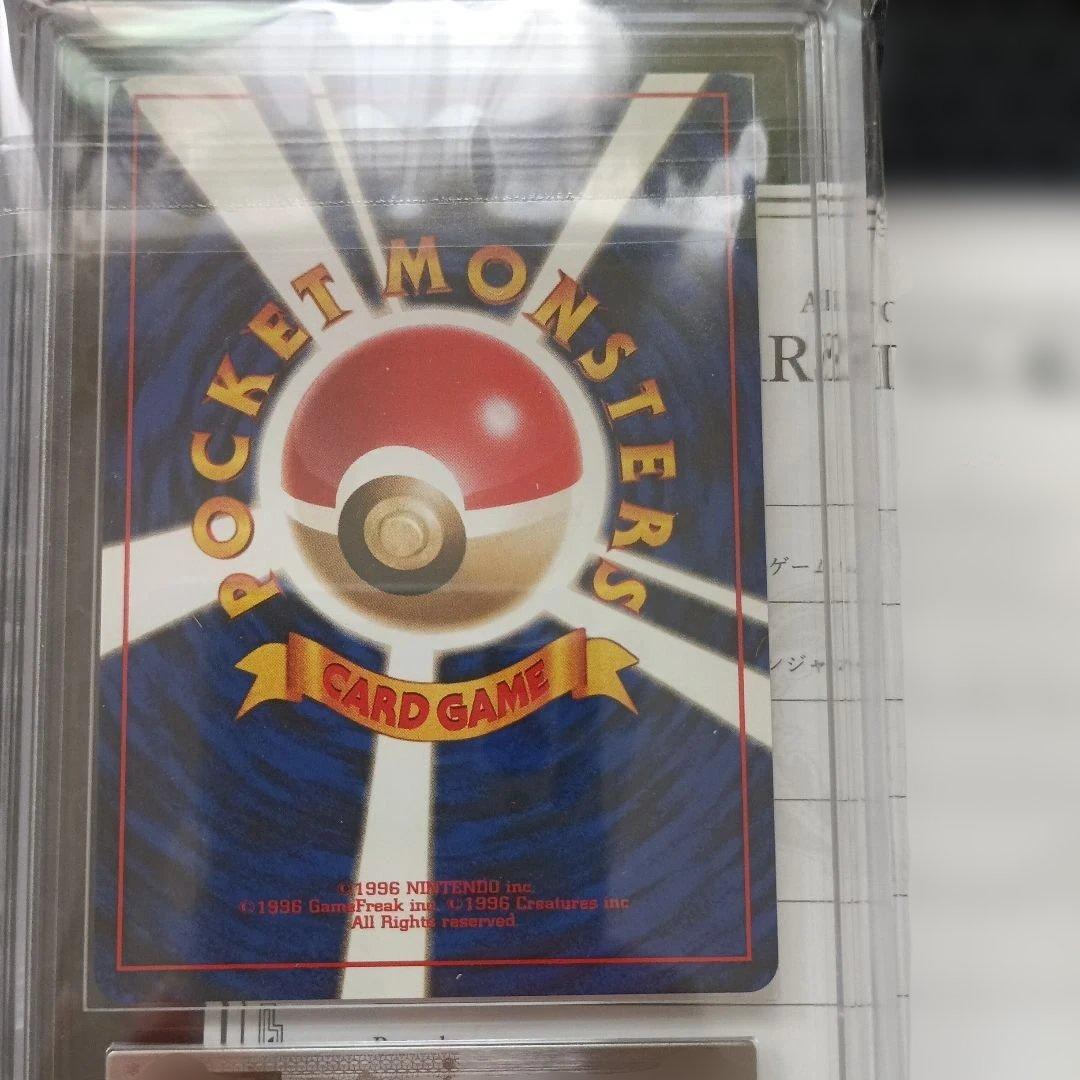 POCKET MONSTERS
CARD GAME
©1996 NINTENDO inc.
©1996 GameFreak inc. ©1996 Creatures inc
All Rights reserved.
ゲーム
ンジャ